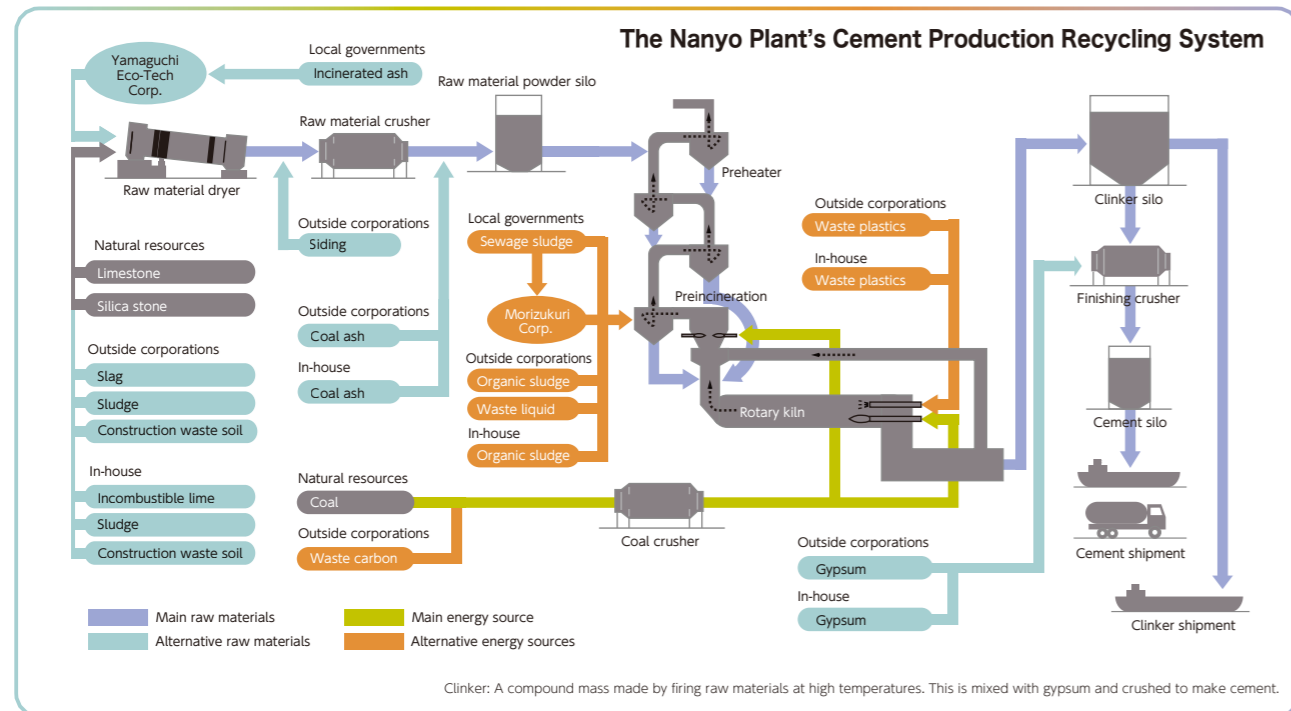 The Nanyo Plant's Cement Production Recycling System
Yamaguchi
Eco-Tech
Corp.
Local governments
Incinerated ash
Raw material powder silo
Raw material crusher
Raw material dryer
Preheater
Clinker silo
Natural resources
Limestone
Silica stone
Outside corporations
Siding
Local governments
Sewage sludge
Outside corporations
Waste plastics
In-house
Waste plastics
Finishing crusher
Preincineration
Morizukuri
Corp.
Outside corporations
Coal ash
In-house
Coal ash
Outside corporations
Slag
Sludge
Construction waste soil
Outside corporations
Organic sludge
Waste liquid
In-house
Organic sludge
Rotary kiln
Cement silo
In-house
Incombustible lime
Sludge
Construction waste soil
Natural resources
Coal
Outside corporations
Waste carbon
Coal crusher
Outside corporations
Gypsum
In-house
Gypsum
Cement shipment
Clinker shipment
Main raw materials
Alternative raw materials
Main energy source
Alternative energy sources
Clinker: A compound mass made by firing raw materials at high temperatures. This is mixed with gypsum and crushed to make cement.